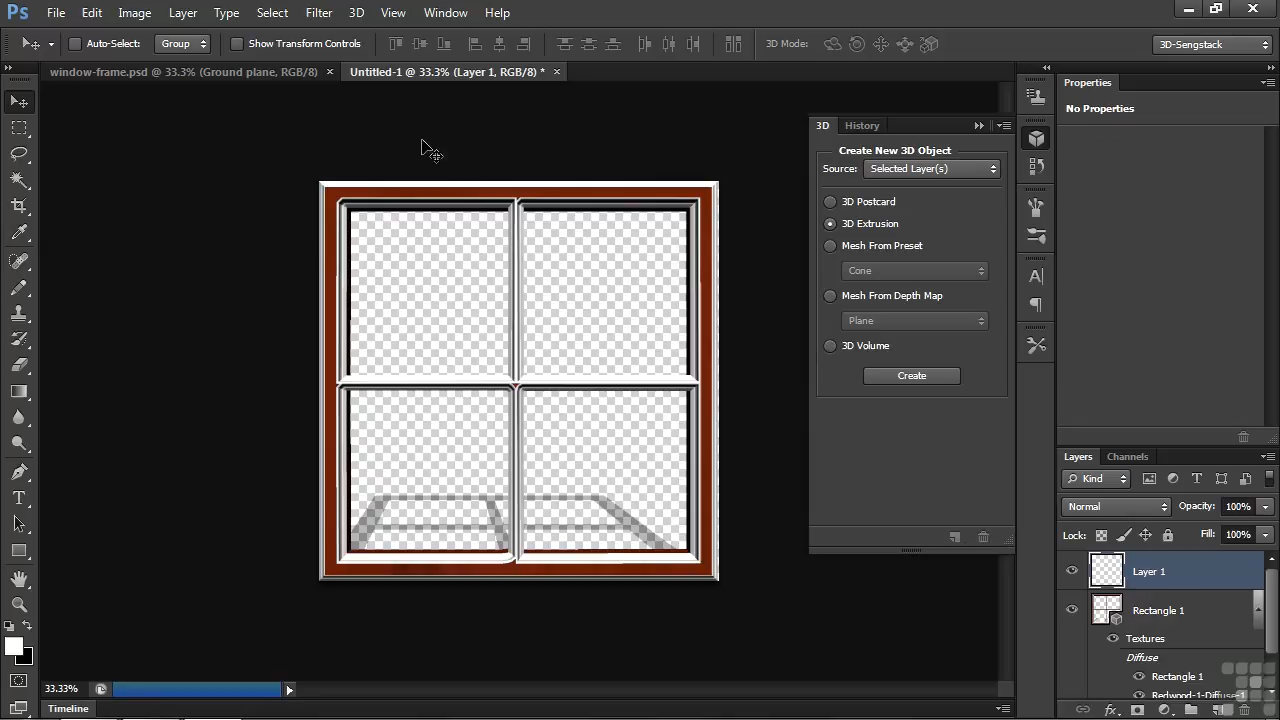 Ps File Edit Image Layer Type Select Filter 3D View Window Help
Auto-Select: Group Show Transform Controls 3D Mode: 3D-Sengstack
window-frame.psd @ 33.3% (Ground plane, RGB/8) × Untitled-1 @ 33.3% (Layer 1, RGB/8) * ×
Properties
No Properties
3D History
Create New 3D Object
Source: Selected Layer(s)
3D Postcard
3D Extrusion
Mesh From Preset
Cone
Mesh From Depth Map
Plane
3D Volume
Create
Layers Channels
Kind
Normal Opacity: 100%
Lock: Fill: 100%
Layer 1
Rectangle 1
Textures
Diffuse
Rectangle 1
Redwood-1-Diffuse-1
33.33%
Timeline